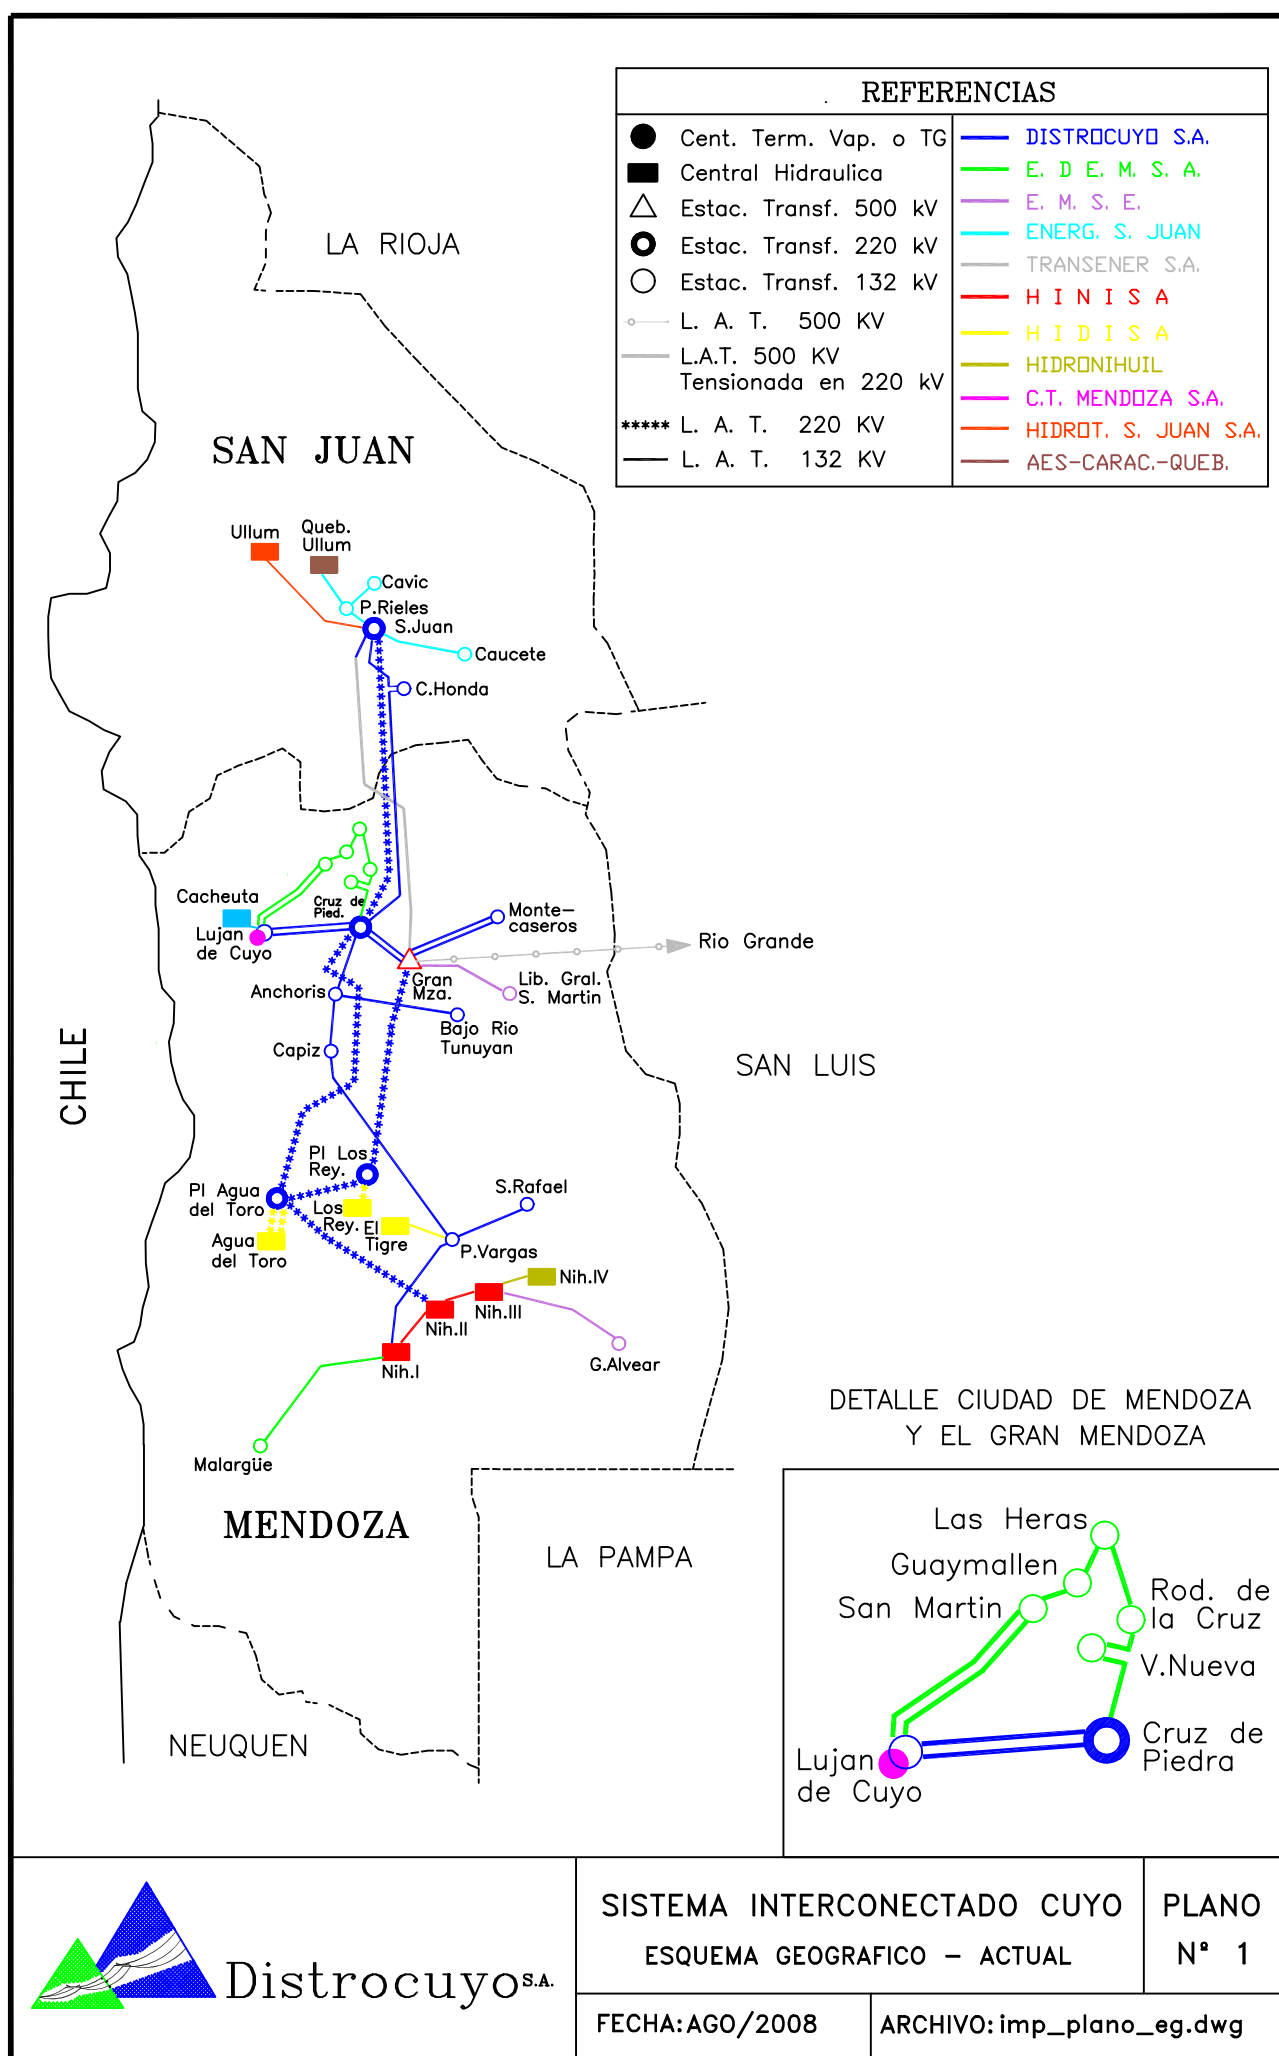 REFERENCIAS
Cent. Term. Vap. o TG
Central Hidraulica
Estac. Transf. 500 kV
Estac. Transf. 220 kV
Estac. Transf. 132 kV
L. A. T. 500 KV
L.A.T. 500 KV
Tensionada en 220 kV
L. A. T. 220 KV
L. A. T. 132 KV
DISTROCUYO S.A.
E. D E. M. S. A.
E. M. S. E.
ENERG. S. JUAN
TRANSENER S.A.
H I N I S A
H I D I S A
HIDRONIHUIL
C.T. MENDOZA S.A.
HIDROT. S. JUAN S.A.
AES-CARAC.-QUEB.
LA RIOJA
SAN JUAN
Ullum
Queb.
Ullum
Cavic
P.Rieles
S.Juan
Caucete
C.Honda
Cacheuta
Lujan
de Cuyo
Cruz de
Pied.
Monte-
caseros
Rio Grande
Gran
Mza.
Lib. Gral.
S. Martin
Anchoris
Bajo Rio
Tunuyan
Capiz
CHILE
SAN LUIS
PI Los
Rey.
PI Agua
del Toro
Los
Rey.
El
Tigre
S.Rafael
P.Vargas
Agua
del Toro
Nih.IV
Nih.III
Nih.II
Nih.I
G.Alvear
Malargüe
MENDOZA
LA PAMPA
NEUQUEN
DETALLE CIUDAD DE MENDOZA
Y EL GRAN MENDOZA
Las Heras
Guaymallen
San Martin
Rod. de
la Cruz
V.Nueva
Cruz de
Piedra
Lujan
de Cuyo
Distrocuyo S.A.
SISTEMA INTERCONECTADO CUYO
ESQUEMA GEOGRAFICO - ACTUAL
PLANO
Nº 1
FECHA: AGO/2008
ARCHIVO: imp_plano_eg.dwg